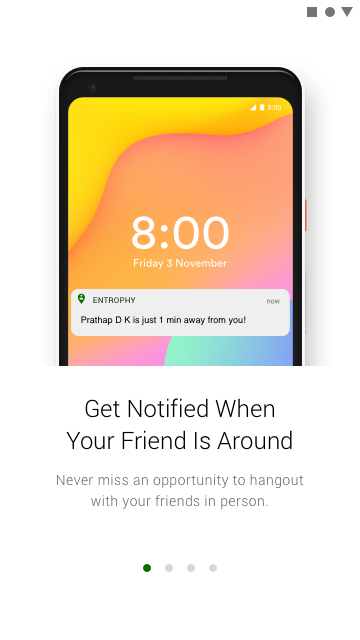 8:00
8:00
Friday 3 November
ENTROPHY now
Prathap D K is just 1 min away from you!
Get Notified When
Your Friend Is Around
Never miss an opportunity to hangout
with your friends in person.